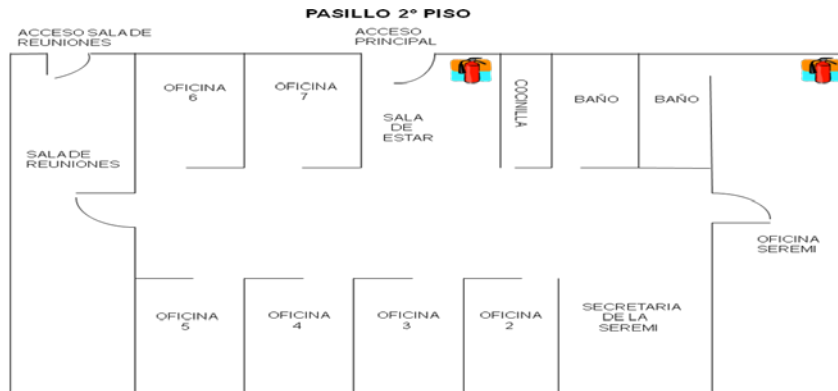 PASILLO 2º PISO
ACCESO SALA DE
REUNIONES
ACCESO
PRINCIPAL
OFICINA
6
OFICINA
7
SALA
DE
ESTAR
COCINILLA
BAÑO
BAÑO
SALA DE
REUNIONES
OFICINA
SEREMI
OFICINA
5
OFICINA
4
OFICINA
3
OFICINA
2
SECRETARIA
DE LA
SEREMI